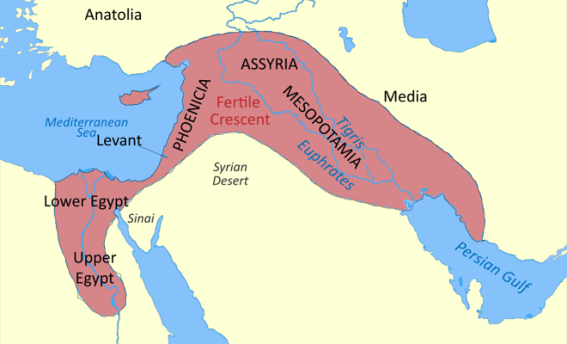 Anatolia
ASSYRIA
PHOENICIA
Fertile
Crescent
MESOPOTAMIA
Media
Tigris
Mediterranean
Sea
Levant
Euphrates
Syrian
Desert
Lower Egypt
Sinai
Upper
Egypt
Persian Gulf